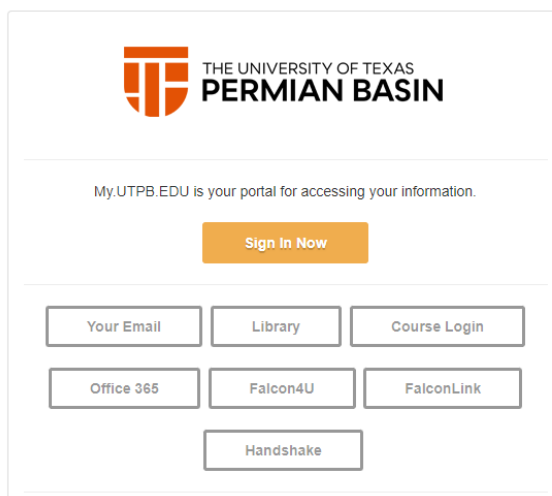 THE UNIVERSITY OF TEXAS
PERMIAN BASIN
My.UTPB.EDU is your portal for accessing your information.
Sign In Now
Your Email Library Course Login
Office 365 Falcon4U FalconLink
Handshake